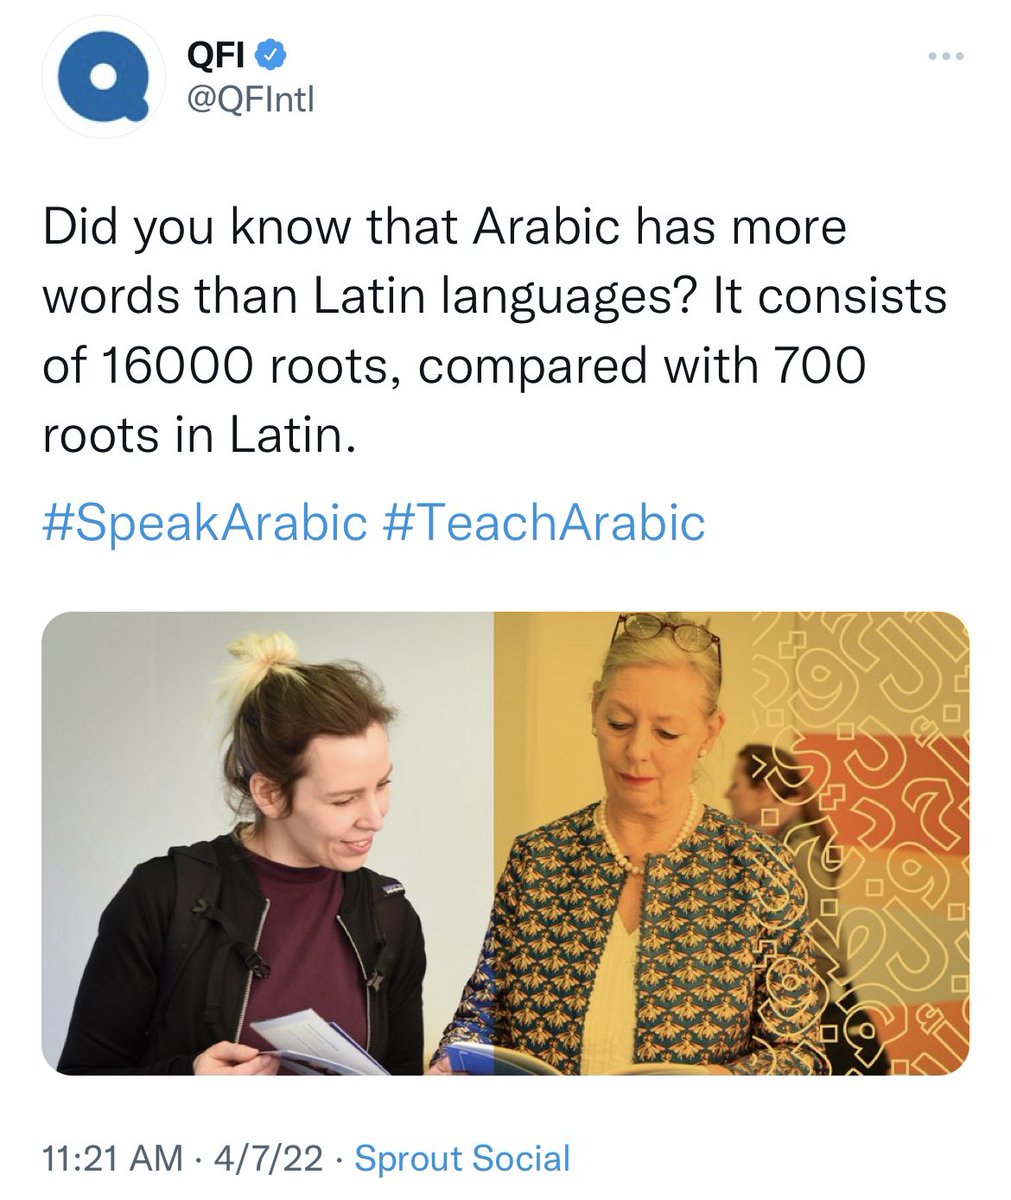 QFI
@QFIntl
Did you know that Arabic has more
words than Latin languages? It consists
of 16000 roots, compared with 700
roots in Latin.
#SpeakArabic #TeachArabic
11:21 AM · 4/7/22 · Sprout Social